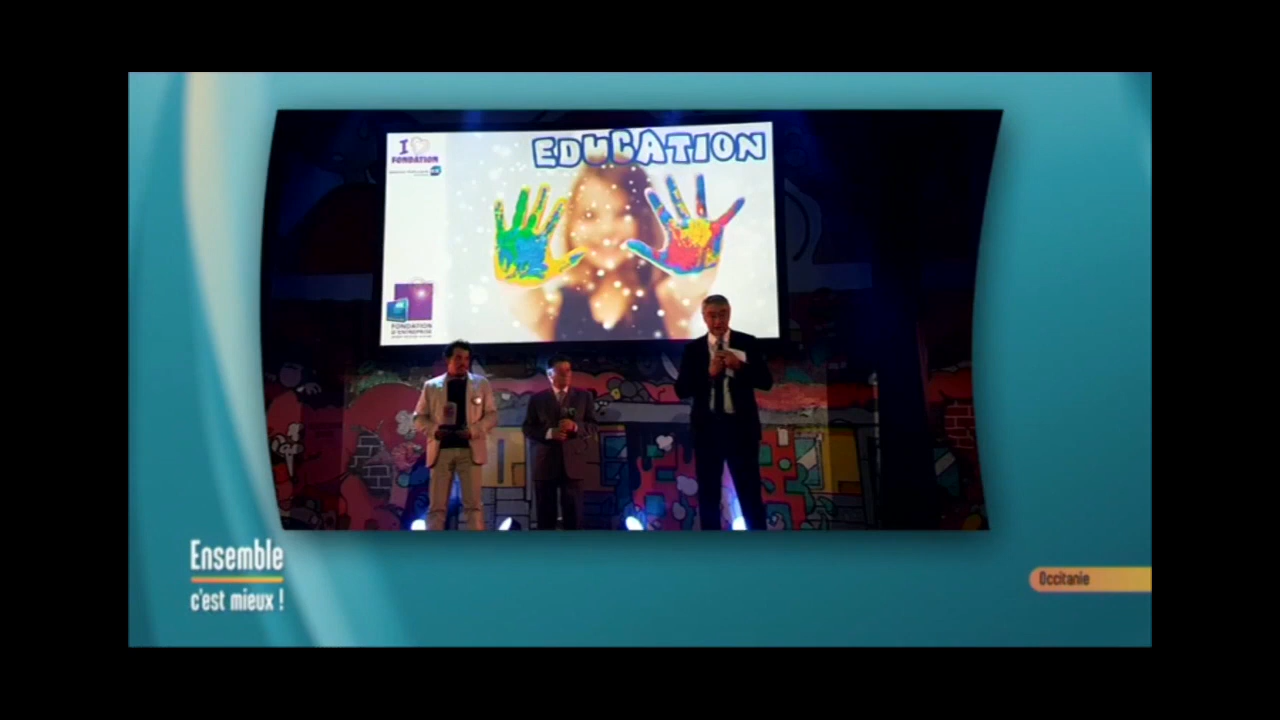 EDUCATION
I
FONDATION
FONDATION
D'ENTREPRISE
Ensemble
c'est mieux !
Occitanie